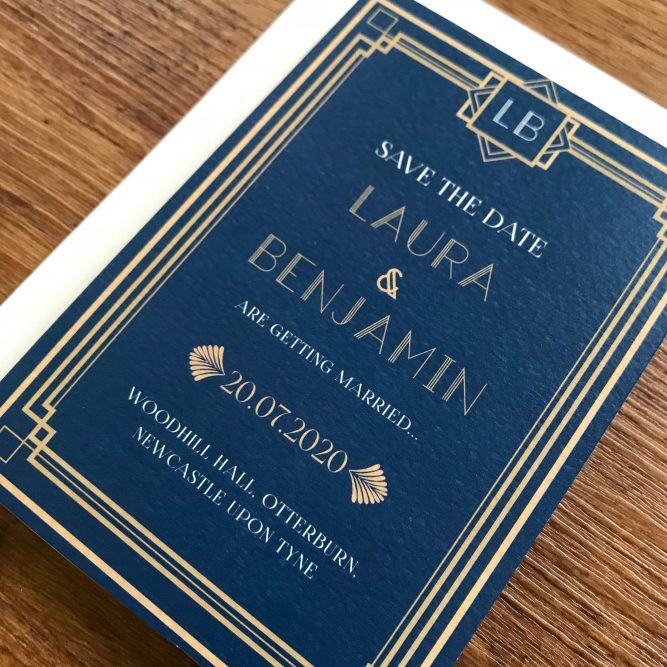 LB
SAVE THE DATE
LAURA
&
BENJAMIN
ARE GETTING MARRIED...
20.07.2020
WOODHILL HALL, OTTERBURN,
NEWCASTLE UPON TYNE